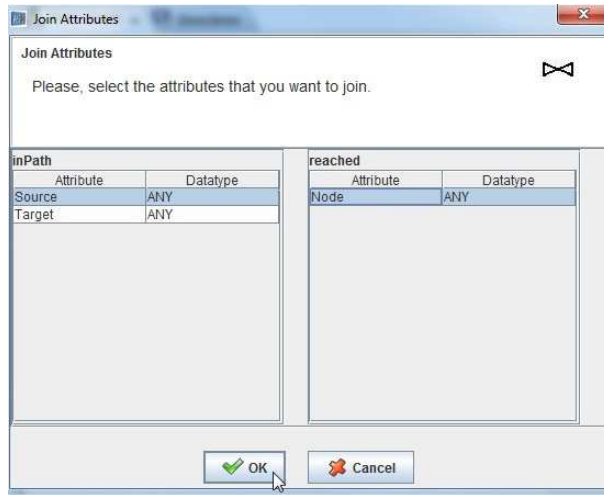 Join Attributes
Join Attributes
Please, select the attributes that you want to join.
inPath
Attribute Datatype
Source ANY
Target ANY
reached
Attribute Datatype
Node ANY
OK Cancel